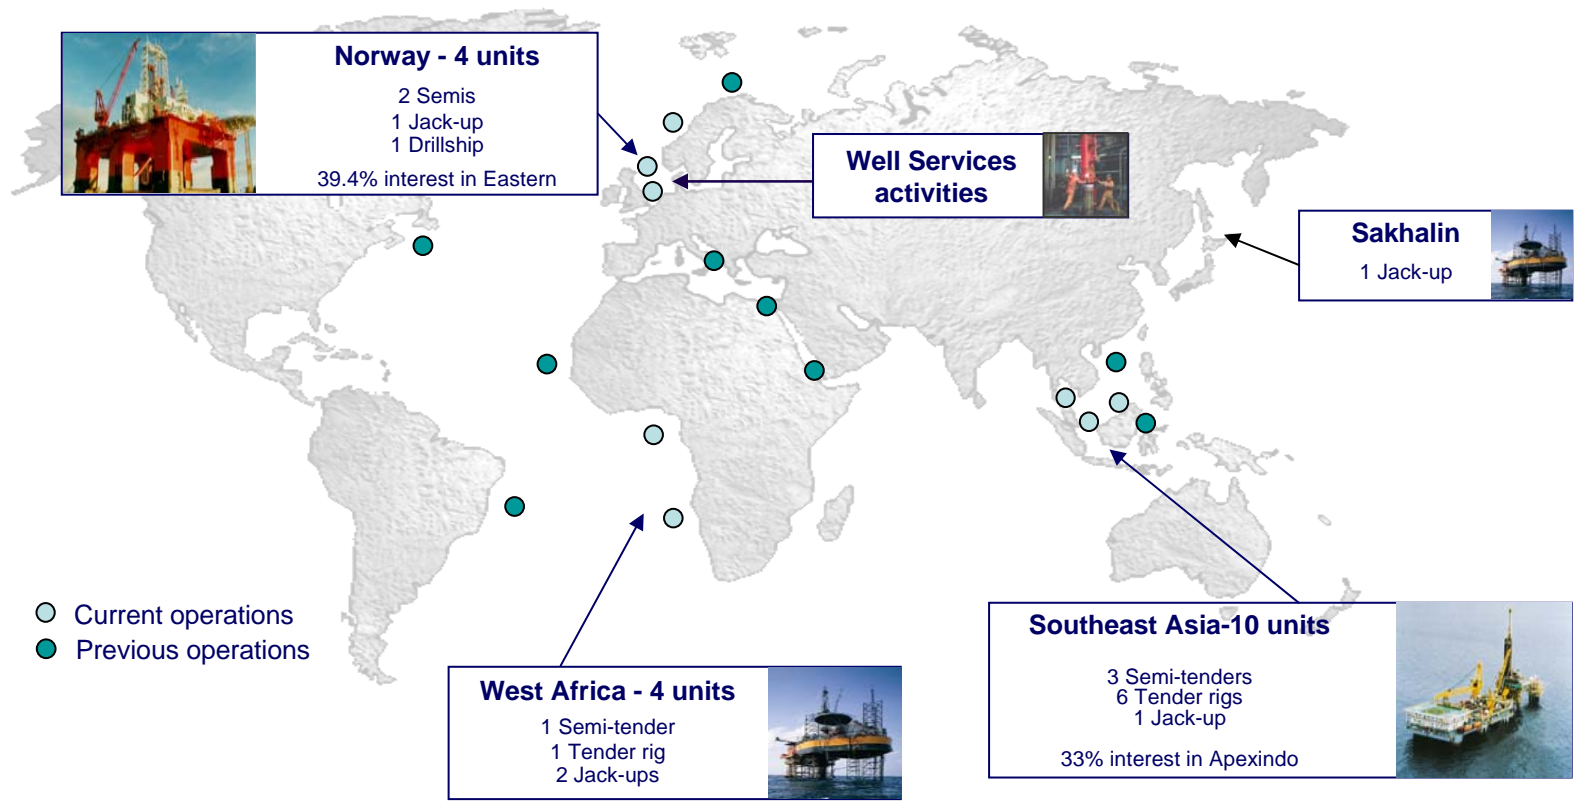 Norway - 4 units
2 Semis
1 Jack-up
1 Drillship
39.4% interest in Eastern
Well Services
activities
Sakhalin
1 Jack-up
Current operations
Previous operations
West Africa - 4 units
1 Semi-tender
1 Tender rig
2 Jack-ups
Southeast Asia-10 units
3 Semi-tenders
6 Tender rigs
1 Jack-up
33% interest in Apexindo